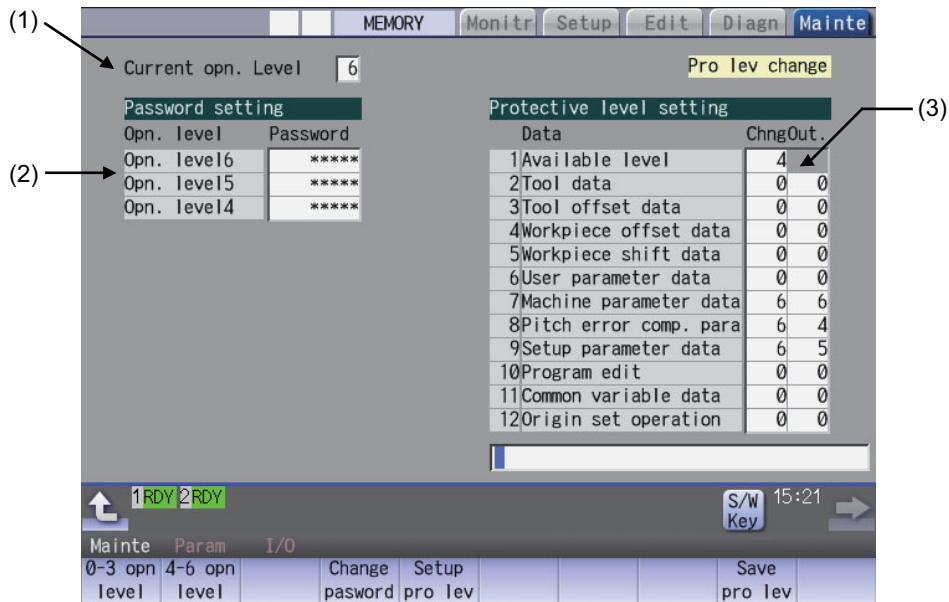 (1)
MEMORY Monitr Setup Edit Diagn Mainte
Current opn. Level 6
Pro lev change
Password setting
Opn. level Password
(2)
Opn. level6 *****
Opn. level5 *****
Opn. level4 *****
Protective level setting
(3)
Data Chng Out.
1 Available level 4
2 Tool data 0 0
3 Tool offset data 0 0
4 Workpiece offset data 0 0
5 Workpiece shift data 0 0
6 User parameter data 0 0
7 Machine parameter data 6 6
8 Pitch error comp. para 6 4
9 Setup parameter data 6 5
10 Program edit 0 0
11 Common variable data 0 0
12 Origin set operation 0 0
1 RDY 2 RDY
S/W Key 15:21
Mainte Param I/O
0-3 opn 4-6 opn Change Setup Save
level level pasword pro lev pro lev